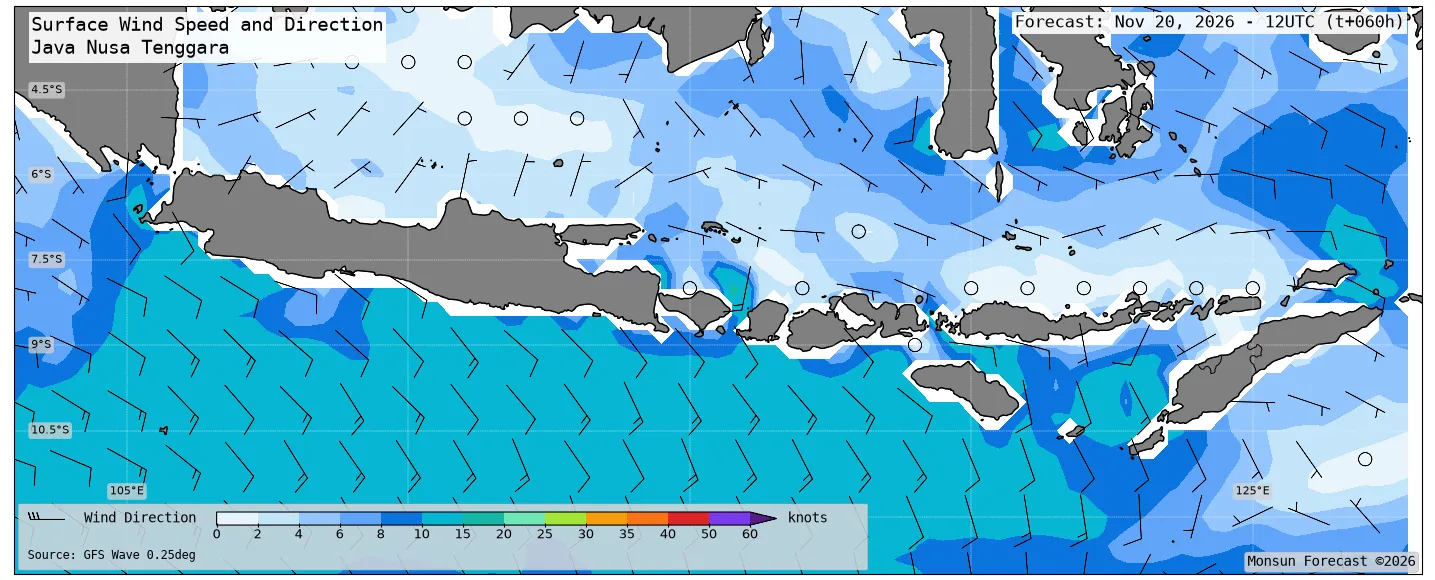 Surface Wind Speed and Direction
Java Nusa Tenggara
Forecast: Nov 20, 2026 - 12UTC (t+060h)
4.5°S
6°S
7.5°S
9°S
10.5°S
105°E
125°E
Wind Direction
0 2 4 6 8 10 15 20 25 30 35 40 50 60
knots
Source: GFS Wave 0.25deg
Monsun Forecast ©2026